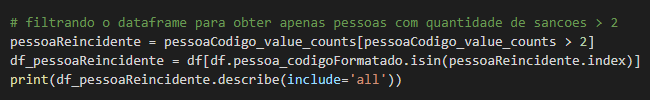 # filtrando o dataframe para obter apenas pessoas com quantidade de sancoes > 2
pessoaReincidente = pessoaCodigo_value_counts[pessoaCodigo_value_counts > 2]
df_pessoaReincidente = df[df.pessoa_codigoFormatado.isin(pessoaReincidente.index)]
print(df_pessoaReincidente.describe(include='all'))